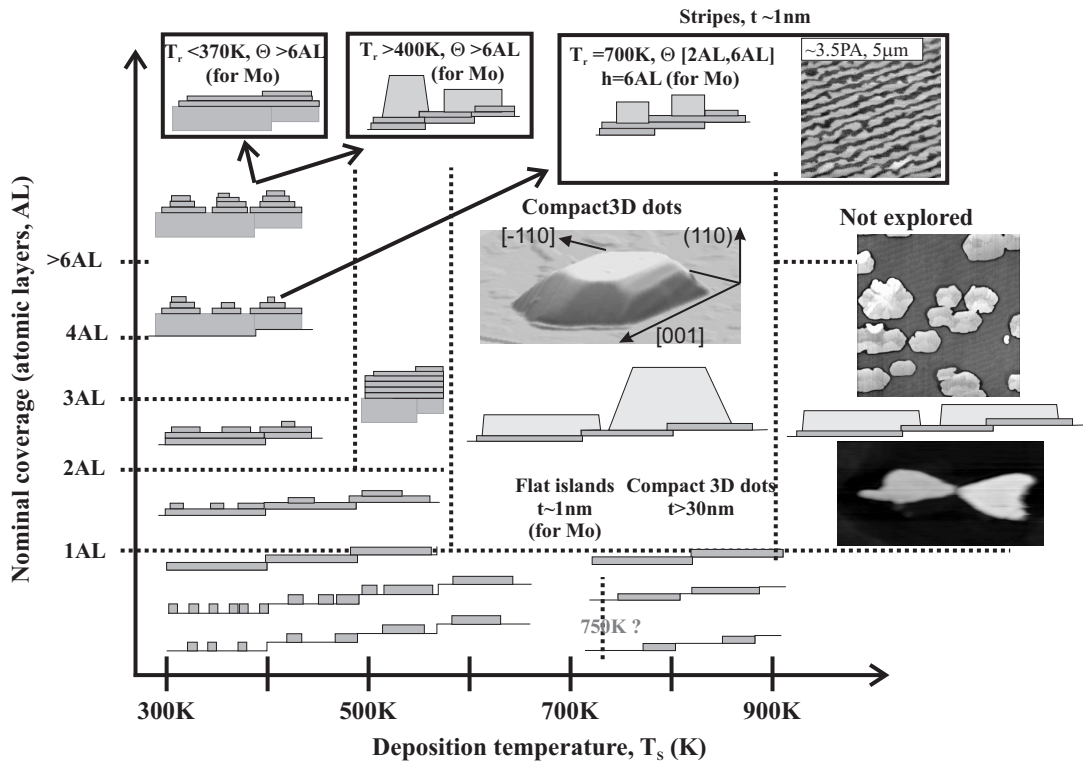 Stripes, t ~1nm
T_r <370K, Θ >6AL
(for Mo)
T_r >400K, Θ >6AL
(for Mo)
T_r =700K, Θ [2AL,6AL]
h=6AL (for Mo)
~3.5PA, 5µm
Compact3D dots
[-110]
(110)
[001]
Not explored
>6AL
4AL
3AL
2AL
1AL
Flat islands
t~1nm
(for Mo)
Compact 3D dots
t>30nm
750K ?
300K
500K
700K
900K
Nominal coverage (atomic layers, AL)
Deposition temperature, T_s (K)